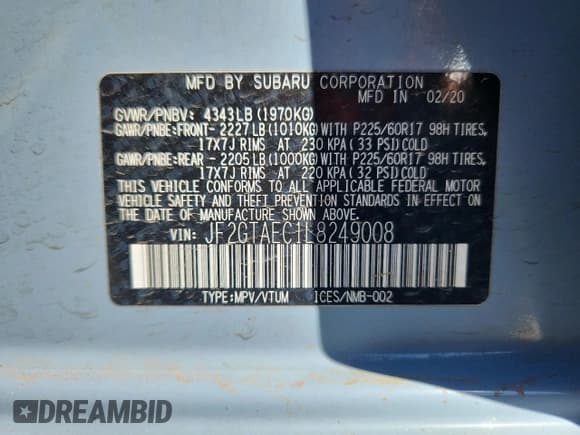 MFD BY SUBARU CORPORATION
MFD IN 02/20
GVWR/PNBV: 4343LB(1970KG)
GAWR/PNBE:FRONT- 2227LB(1010KG)WITH P225/60R17 98H TIRES,
17X7J RIMS AT 230 KPA( 33 PSI)COLD
GAWR/PNBE:REAR - 2205LB(1000KG)WITH P225/60R17 98H TIRES,
17X7J RIMS AT 220 KPA( 32 PSI)COLD
THIS VEHICLE CONFORMS TO ALL APPLICABLE FEDERAL MOTOR
VEHICLE SAFETY AND THEFT PREVENTION STANDARDS IN EFFECT ON
THE DATE OF MANUFACTURE SHOWN ABOVE.
VIN: JF2GTAEC1L8249008
TYPE:MPV/VTUM ICES/NMB-002
DREAMBID